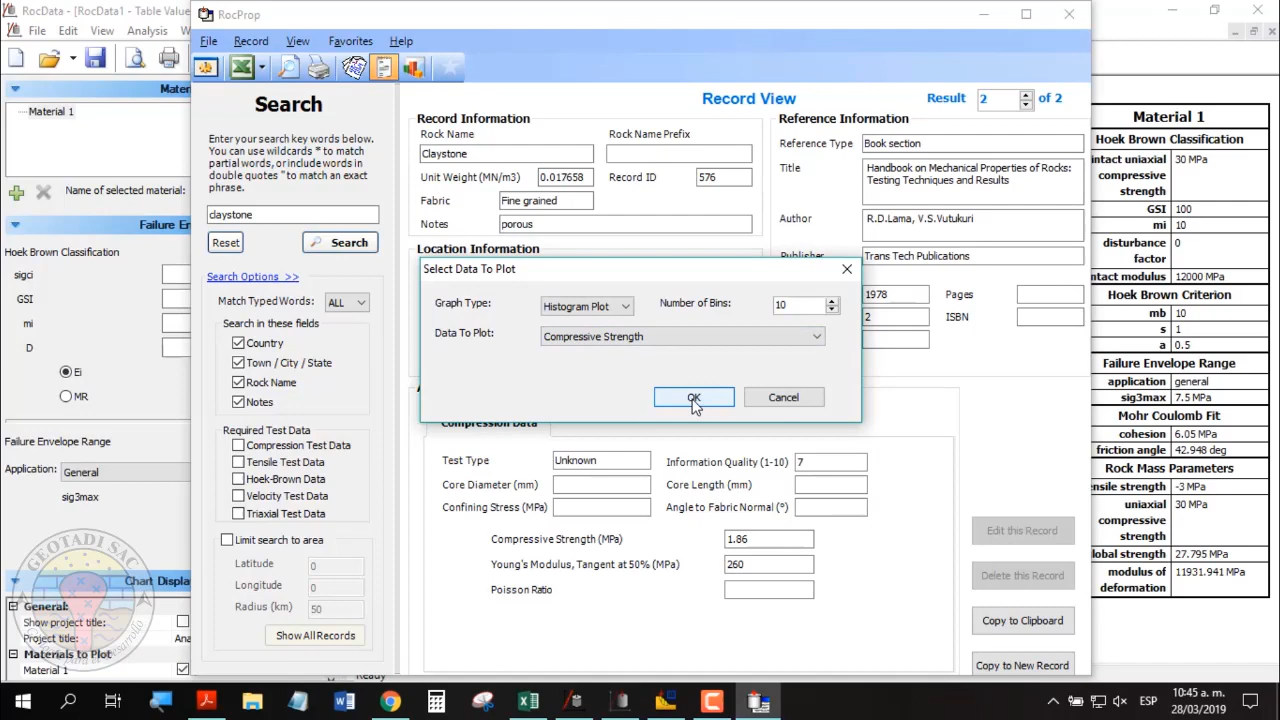 RocData - [RocData1 - Table Value
File Edit View Analysis
Mater
Material 1
Name of selected material:
Failure En
Hoek Brown Classification
sigci
GSI
mi
D
Ei
MR
Failure Envelope Range
Application: General
sig3max
GEOTADI SAC
Chart Displa
General:
Show project title:
Project title: Ana
Materials to Plot
Material 1
RocProp
File Record View Favorites Help
Search
Enter your search key words below.
You can use wildcards * to match
partial words, or include words in
double quotes " to match an exact
phrase.
claystone
Reset Search
Search Options >>
Match Typed Words: ALL
Search in these fields
Country
Town / City / State
Rock Name
Notes
Required Test Data
Compression Test Data
Tensile Test Data
Hoek-Brown Data
Velocity Test Data
Triaxial Test Data
Limit search to area
Latitude 0
Longitude 0
Radius (km) 50
Show All Records
Record View
Result 2 of 2
Record Information
Rock Name Rock Name Prefix
Claystone
Unit Weight (MN/m3) 0.017658 Record ID 576
Fabric Fine grained
Notes porous
Location Information
Reference Information
Reference Type Book section
Title Handbook on Mechanical Properties of Rocks:
Testing Techniques and Results
Author R.D.Lama, V.S.Vutukuri
Publisher Trans Tech Publications
1978 Pages
2 ISBN
Select Data To Plot
Graph Type: Histogram Plot Number of Bins: 10
Data To Plot: Compressive Strength
OK Cancel
Compression Data
Test Type Unknown Information Quality (1-10) 7
Core Diameter (mm) Core Length (mm)
Confining Stress (MPa) Angle to Fabric Normal (°)
Compressive Strength (MPa) 1.86
Young's Modulus, Tangent at 50% (MPa) 260
Poisson Ratio
Edit this Record
Delete this Record
Copy to Clipboard
Copy to New Record
Material 1
Hoek Brown Classification
intact uniaxial 30 MPa
compressive
strength
GSI 100
mi 10
disturbance 0
factor
ntact modulus 12000 MPa
Hoek Brown Criterion
mb 10
s 1
a 0.5
Failure Envelope Range
application general
sig3max 7.5 MPa
Mohr Coulomb Fit
cohesion 6.05 MPa
friction angle 42.948 deg
Rock Mass Parameters
nsile strength -3 MPa
uniaxial 30 MPa
compressive
strength
lobal strength 27.795 MPa
modulus of 11931.941 MPa
deformation
Ready
ESP
10:45 a. m.
28/03/2019